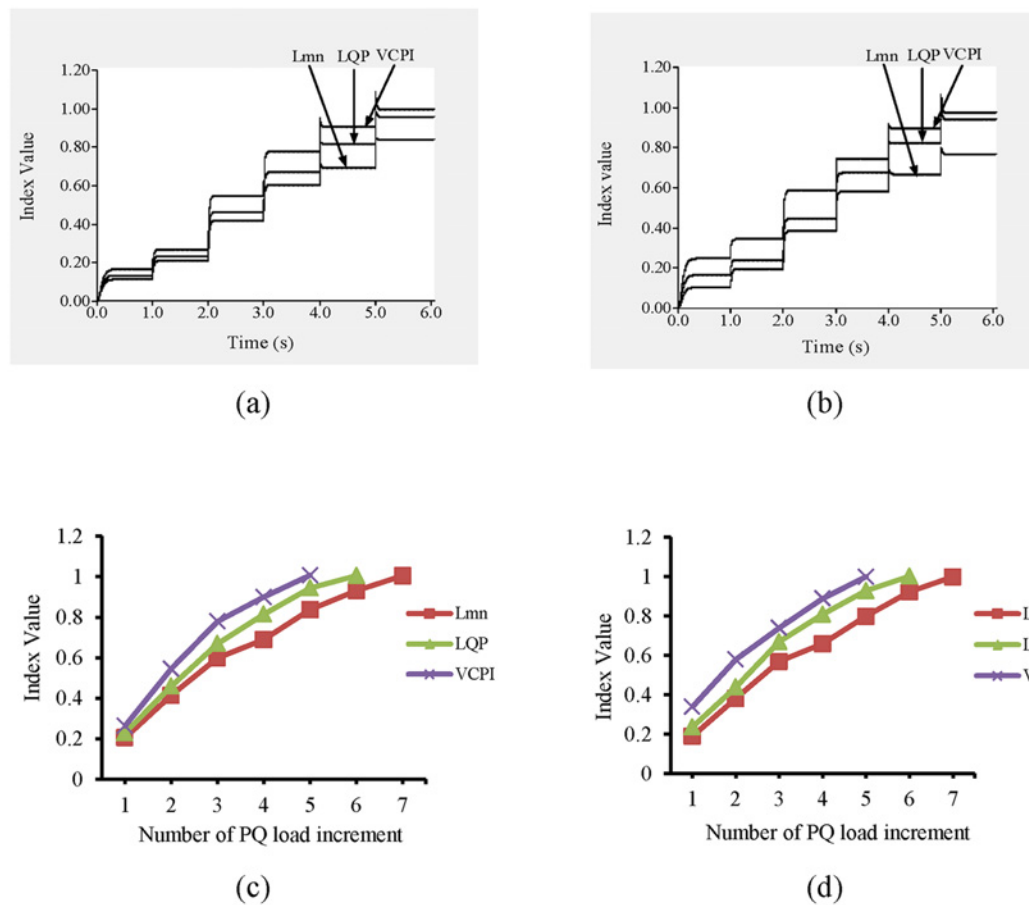 Lmn LQP VCPI
1.20
1.00
0.80
0.60
0.40
0.20
0.00
Index Value
0.0 1.0 2.0 3.0 4.0 5.0 6.0
Time (s)
(a)
Lmn LQP VCPI
1.20
1.00
0.80
0.60
0.40
0.20
0.00
Index value
0.0 1.0 2.0 3.0 4.0 5.0 6.0
Time (s)
(b)
1.2
1
0.8
0.6
0.4
0.2
0
Index Value
1 2 3 4 5 6 7
Number of PQ load increment
Lmn
LQP
VCPI
(c)
1.2
1
0.8
0.6
0.4
0.2
0
Index Value
1 2 3 4 5 6 7
Number of PQ load increment
L
L
V
(d)